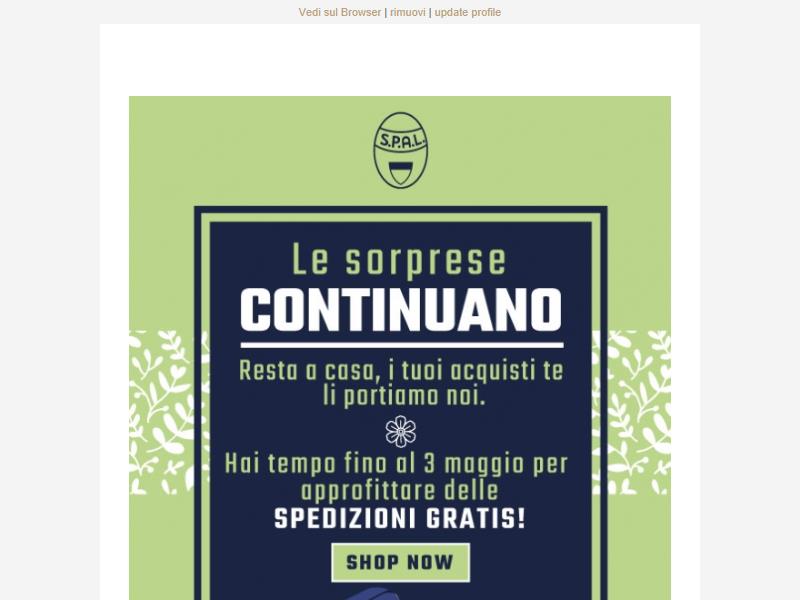 Vedi sul Browser | rimuovi | update profile
S.P.A.L.
Le sorprese
CONTINUANO
Resta a casa, i tuoi acquisti te
li portiamo noi.
Hai tempo fino al 3 maggio per
approfittare delle
SPEDIZIONI GRATIS!
SHOP NOW